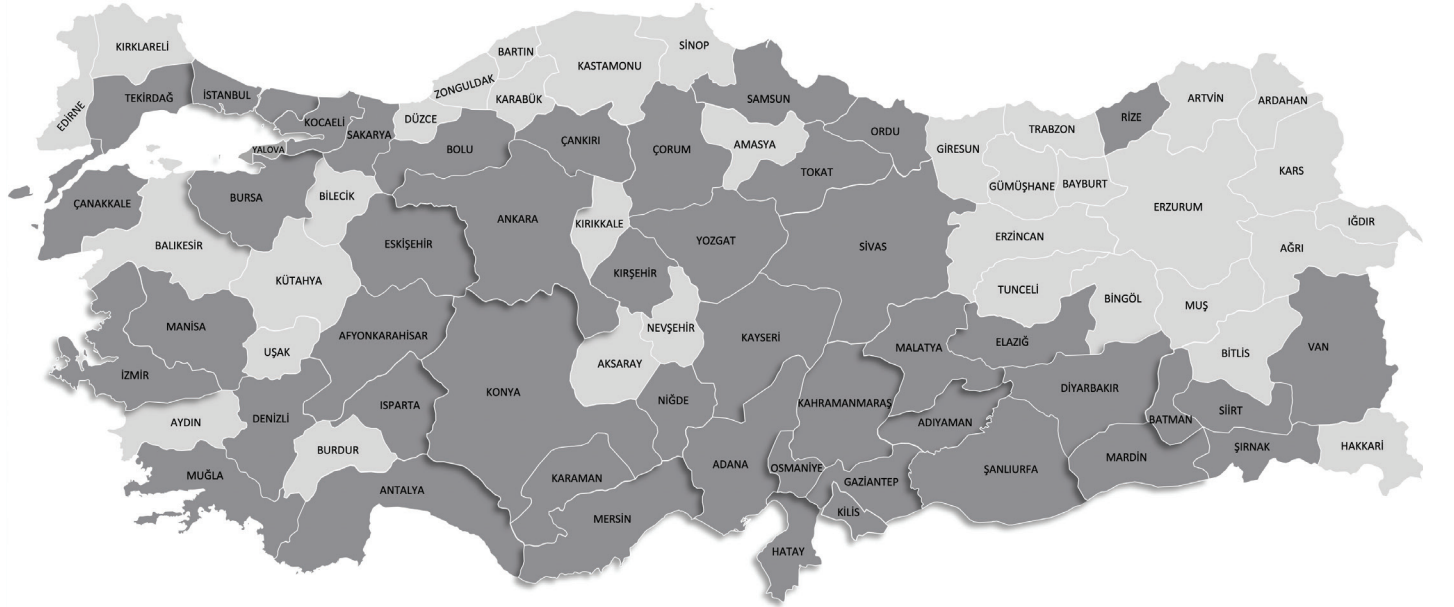 KIRKLARELİ
EDİRNE
TEKİRDAĞ
İSTANBUL
KOCAELİ
YALOVA
SAKARYA
DÜZCE
ZONGULDAK
BARTIN
KARABÜK
KASTAMONU
SİNOP
BOLU
ÇANKIRI
ÇORUM
SAMSUN
AMASYA
TOKAT
ORDU
GİRESUN
TRABZON
GÜMÜŞHANE
BAYBURT
RİZE
ARTVİN
ARDAHAN
KARS
IĞDIR
AĞRI
ERZURUM
ERZİNCAN
ÇANAKKALE
BALIKESİR
BURSA
BİLECİK
KÜTAHYA
ESKİŞEHİR
ANKARA
KIRIKKALE
KIRŞEHİR
YOZGAT
SİVAS
TUNCELİ
BİNGÖL
MUŞ
BİTLİS
VAN
MANİSA
İZMİR
UŞAK
AFYONKARAHİSAR
KONYA
AKSARAY
NEVŞEHİR
KAYSERİ
NİĞDE
MALATYA
ELAZIĞ
DİYARBAKIR
BATMAN
SİİRT
ŞIRNAK
HAKKARİ
AYDIN
DENİZLİ
ISPARTA
BURDUR
MUĞLA
ANTALYA
KARAMAN
MERSİN
ADANA
OSMANİYE
KAHRAMANMARAŞ
ADIYAMAN
GAZİANTEP
KİLİS
HATAY
ŞANLIURFA
MARDİN